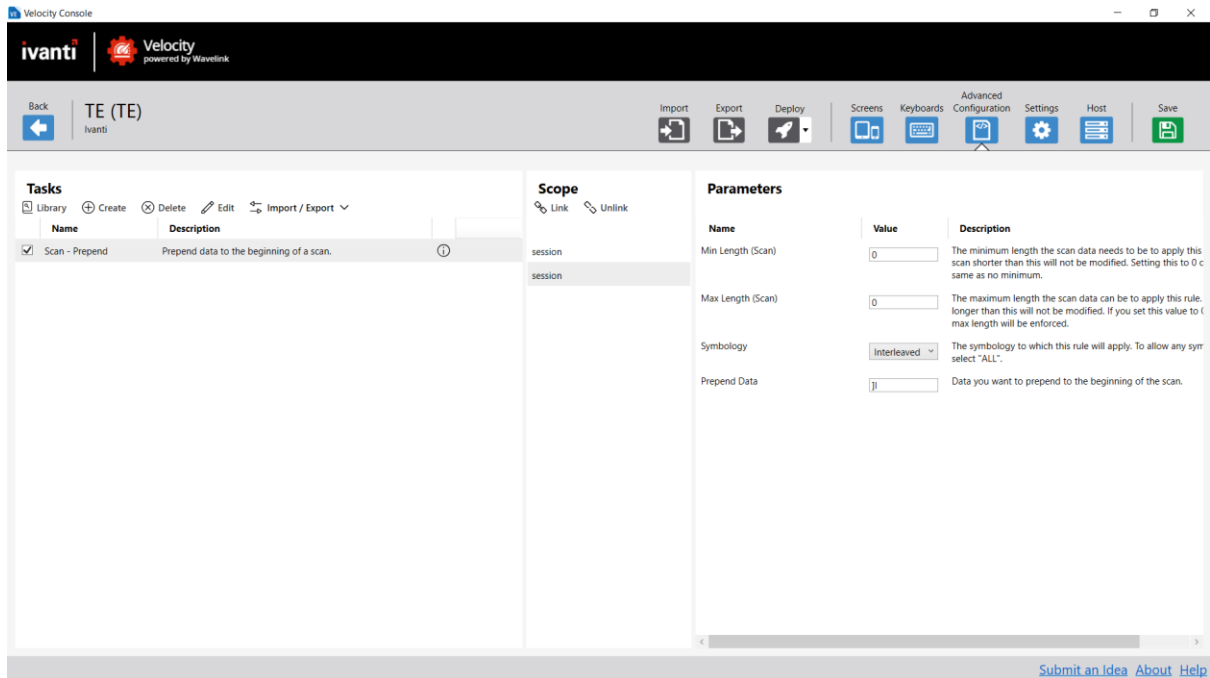 Velocity Console
ivanti
Velocity
powered by Wavelink
Back
TE (TE)
Ivanti
Import
Export
Deploy
Screens
Keyboards
Advanced
Configuration
Settings
Host
Save
Tasks
Library Create Delete Edit Import / Export
Name Description
Scan - Prepend Prepend data to the beginning of a scan.
Scope
Link Unlink
session
session
Parameters
Name Value Description
Min Length (Scan) 0 The minimum length the scan data needs to be to apply this
scan shorter than this will not be modified. Setting this to 0 c
same as no minimum.
Max Length (Scan) 0 The maximum length the scan data can be to apply this rule.
longer than this will not be modified. If you set this value to
max length will be enforced.
Symbology Interleaved The symbology to which this rule will apply. To allow any
select "ALL".
Prepend Data Data you want to prepend to the beginning of the scan.
Submit an Idea About Help